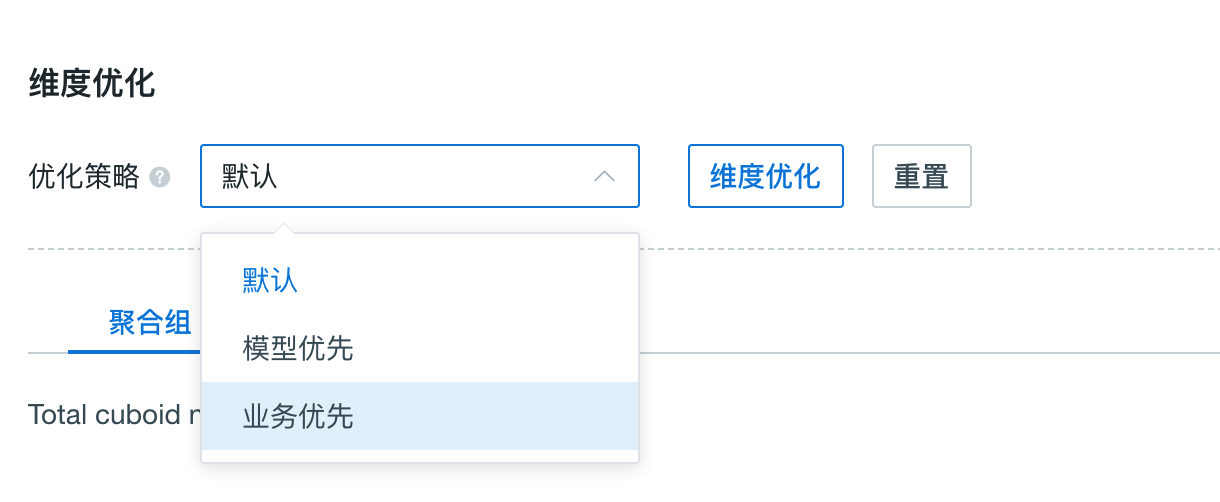 维度优化
优化策略 ? 默认 维度优化 重置
默认
模型优先
业务优先
聚合组
Total cuboid